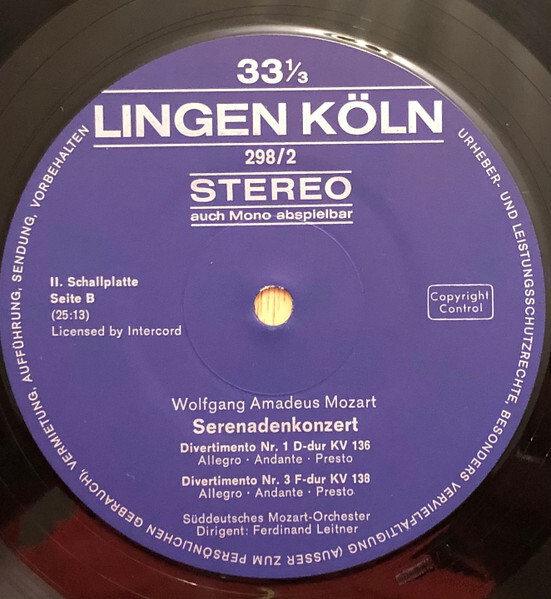 33 1/3
LINGEN KÖLN
298/2
STEREO
auch Mono abspielbar
II. Schallplatte
Seite B
(25:13)
Licensed by Intercord
Copyright
Control
Wolfgang Amadeus Mozart
Serenadenkonzert
Divertimento Nr. 1 D-dur KV 136
Allegro · Andante · Presto
Divertimento Nr. 3 F-dur KV 138
Allegro · Andante · Presto
Süddeutsches Mozart-Orchester
Dirigent: Ferdinand Leitner
URHEBER- UND LEISTUNGSSCHUTZRECHTE, BESONDERS VERVIELFÄLTIGUNG (AUSSER ZUM PERSÖNLICHEN GEBRAUCH), VERMIETUNG, AUFFÜHRUNG, SENDUNG, VORBEHALTEN